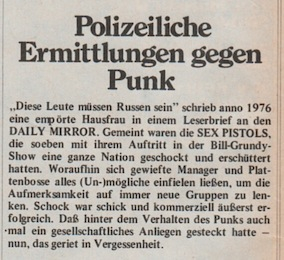 Polizeiliche
Ermittlungen gegen
Punk
„Diese Leute müssen Russen sein” schrieb anno 1976
eine empörte Hausfrau in einem Leserbrief an den
DAILY MIRROR. Gemeint waren die SEX PISTOLS,
die soeben mit ihrem Auftritt in der Bill-Grundy-
Show eine ganze Nation geschockt und erschüttert
hatten. Woraufhin sich gewiefte Manager und Plat-
tenbosse alles (Un-)mögliche einfielen ließen, um die
Aufmerksamkeit auf immer neue Gruppen zu len-
ken. Schock war schick und kommerziell äußerst er-
folgreich. Daß hinter dem Verhalten des Punks auch
mal ein gesellschaftliches Anliegen gesteckt hatte –
nun, das geriet in Vergessenheit.